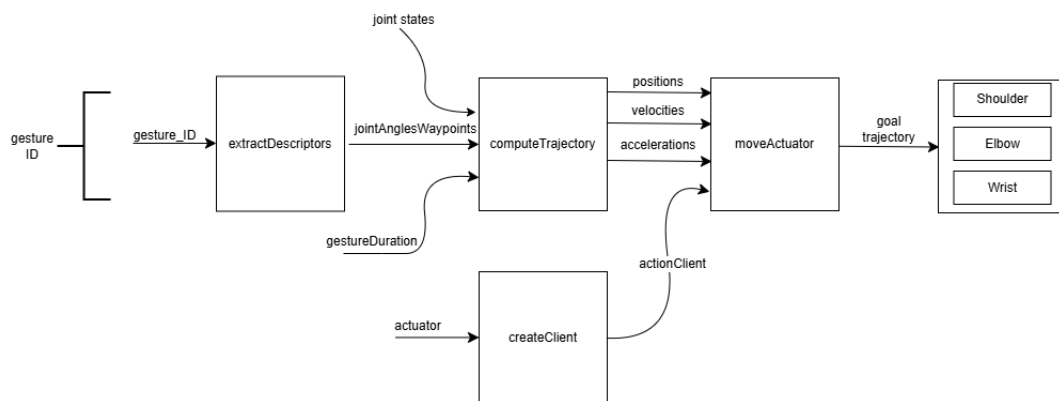 joint states
positions
velocities
accelerations
Shoulder
Elbow
Wrist
gesture
ID
gesture_ID
extractDescriptors
jointAnglesWaypoints
computeTrajectory
moveActuator
goal
trajectory
gestureDuration
actionClient
actuator
createClient